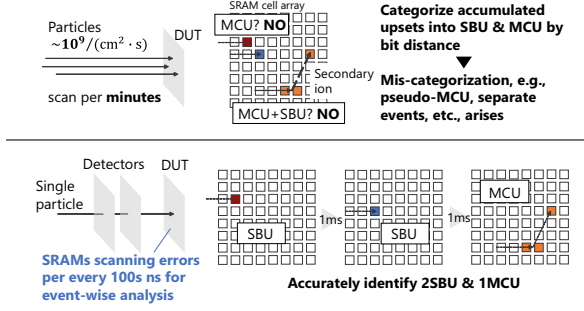 SRAM cell array
Particles
~10⁹/(cm² · s)
DUT
MCU? NO
scan per minutes
Secondary
ion
MCU+SBU? NO
Categorize accumulated
upsets into SBU & MCU by
bit distance
Mis-categorization, e.g.,
pseudo-MCU, separate
events, etc., arises
Detectors
DUT
Single
particle
SRAMs scanning errors
per every 100s ns for
event-wise analysis
SBU
1ms
SBU
1ms
MCU
Accurately identify 2SBU & 1MCU